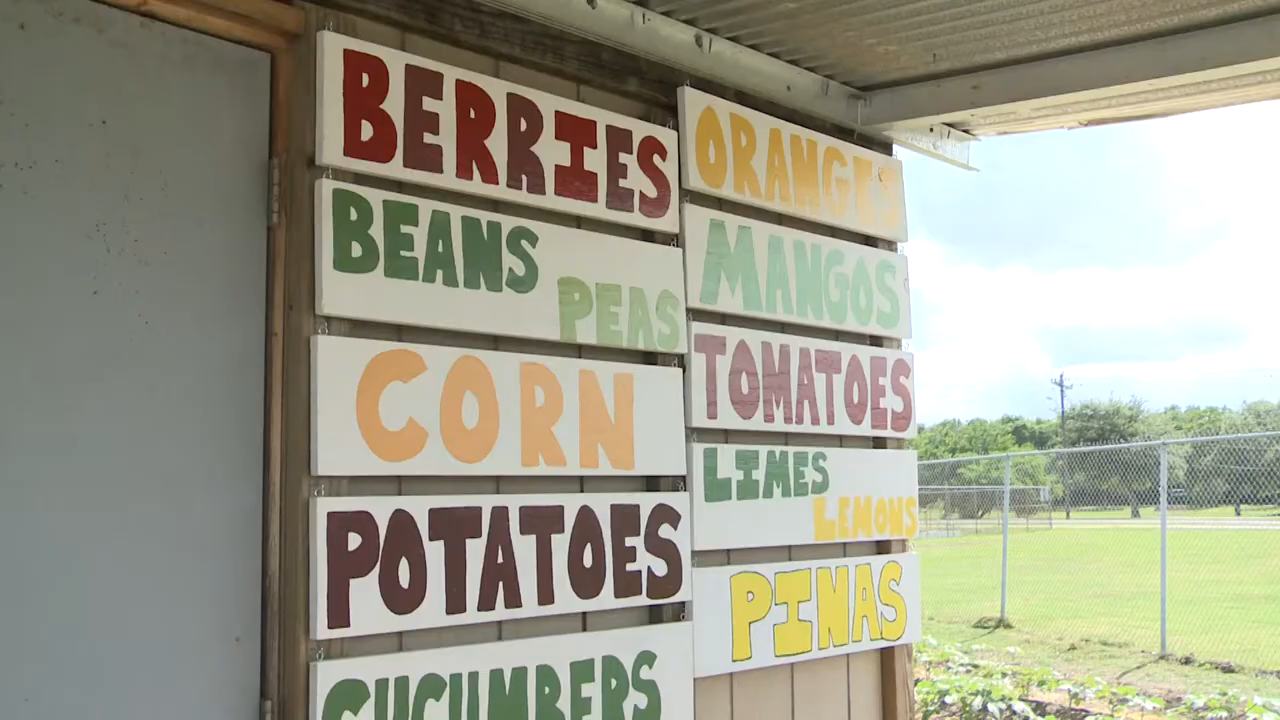 BERRIES
BEANS
PEAS
CORN
POTATOES
CUCUMBERS
ORANGES
MANGOS
TOMATOES
LIMES
LEMONS
PINAS